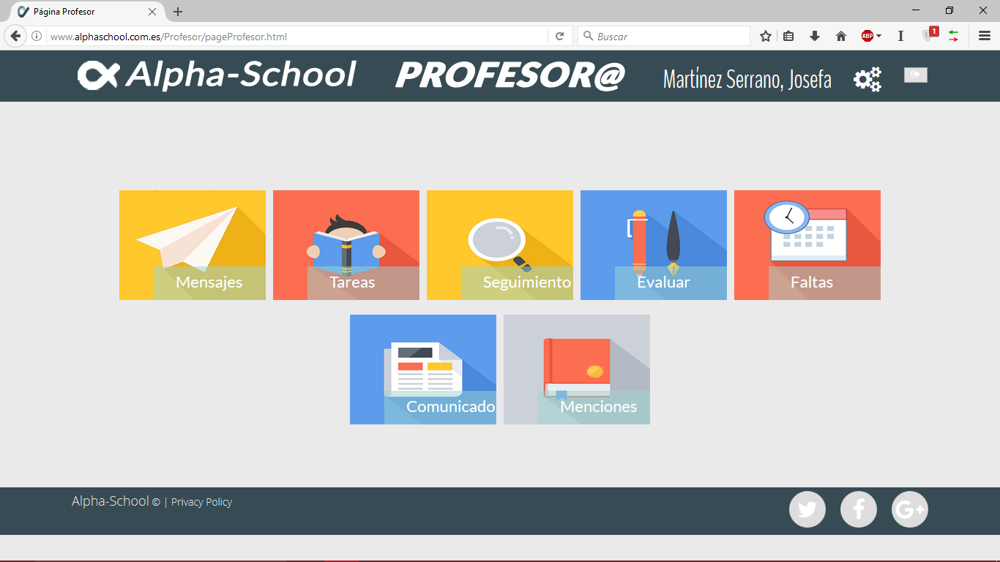 Página Profesor
www.alphaschool.com.es/Profesor/pageProfesor.html
Buscar
ABP
1
Alpha-School PROFESOR@ Martínez Serrano, Josefa
Mensajes
Tareas
Seguimiento
Evaluar
Faltas
Comunicado
Menciones
Alpha-School © | Privacy Policy